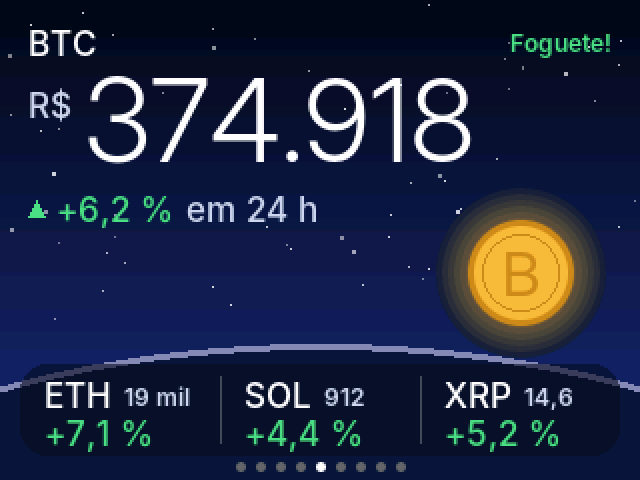 BTC
Foguete!
R$ 374.918
▲ +6,2 % em 24 h
B
ETH 19 mil
+7,1 %
SOL 912
+4,4 %
XRP 14,6
+5,2 %